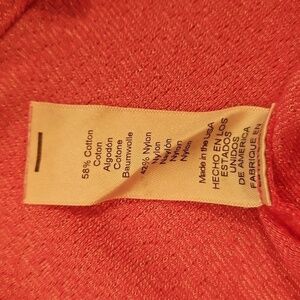 58% Cotton
Coton
Algodón
Cotone
Baumwolle
42% Nylon
Nylon
Naylon
Nylon
Nylon
Made in the USA
HECHO EN LOS
ESTADOS
UNIDOS
DE AMERICA
FABRIQUE EN